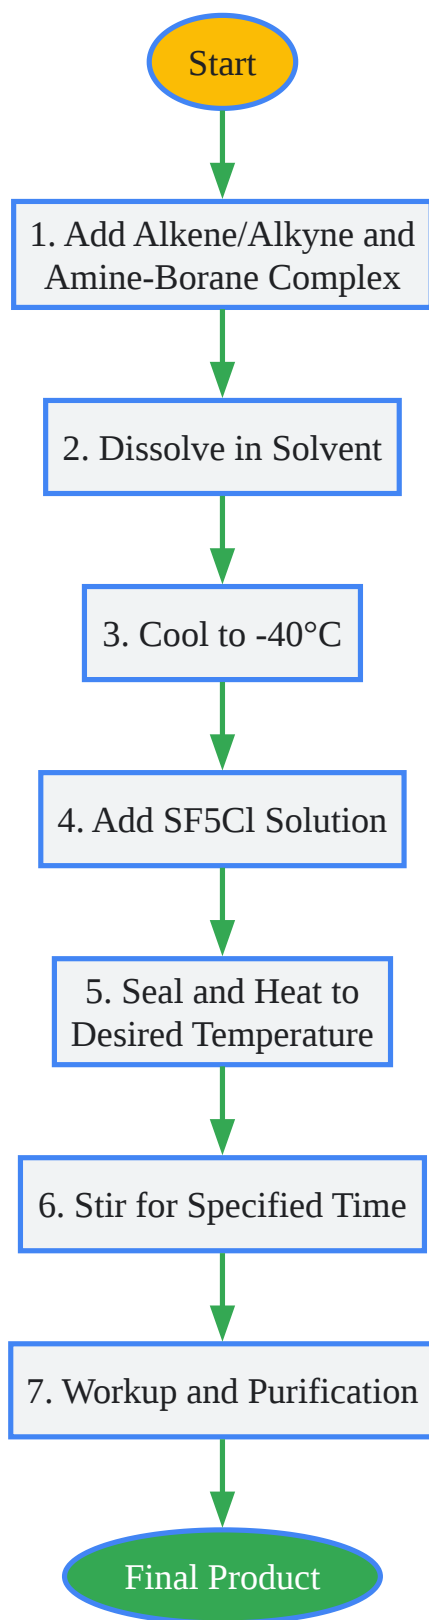 Start
1. Add Alkene/Alkyne and
Amine-Borane Complex
2. Dissolve in Solvent
3. Cool to -40°C
4. Add SF5Cl Solution
5. Seal and Heat to
Desired Temperature
6. Stir for Specified Time
7. Workup and Purification
Final Product